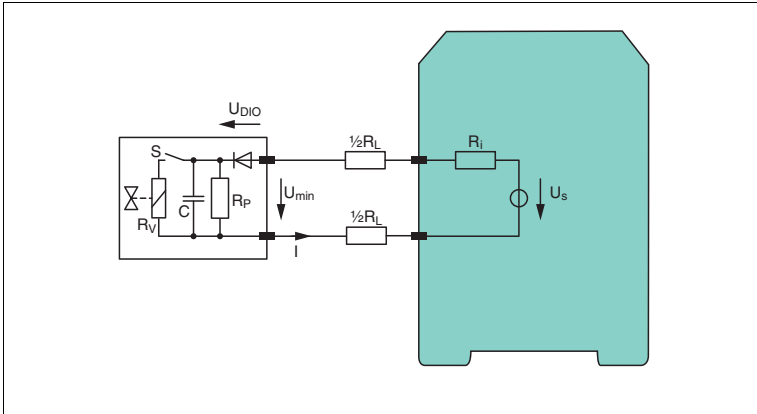 U_DIO
S
½R_L
R_i
U_min
U_s
R_P
C
R_V
½R_L
I